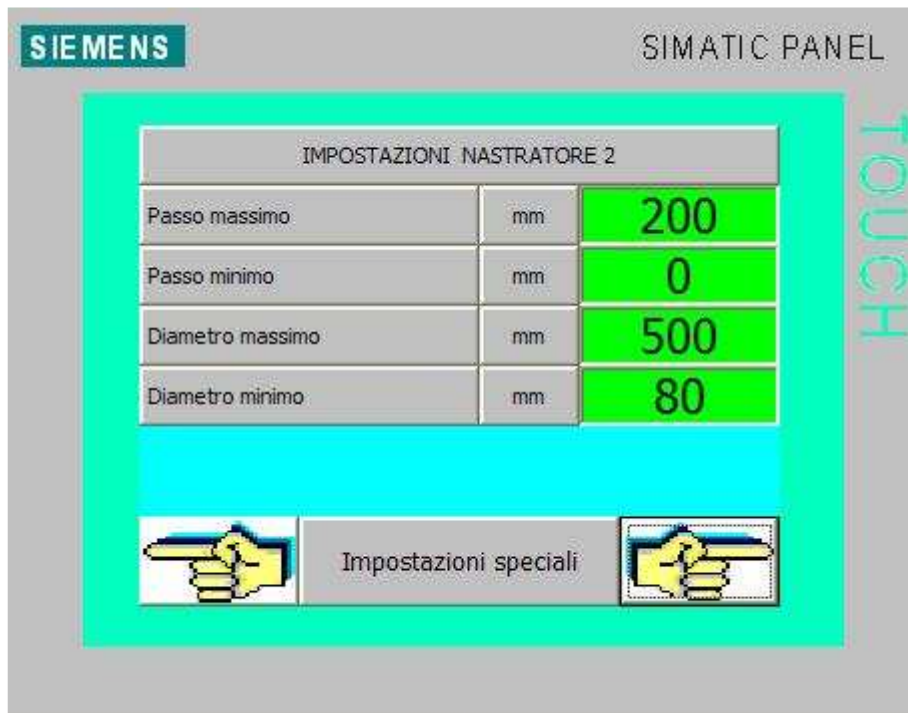 SIEMENS
SIMATIC PANEL
TOUCH
IMPOSTAZIONI NASTRATORE 2
Passo massimo mm 200
Passo minimo mm 0
Diametro massimo mm 500
Diametro minimo mm 80
Impostazioni speciali